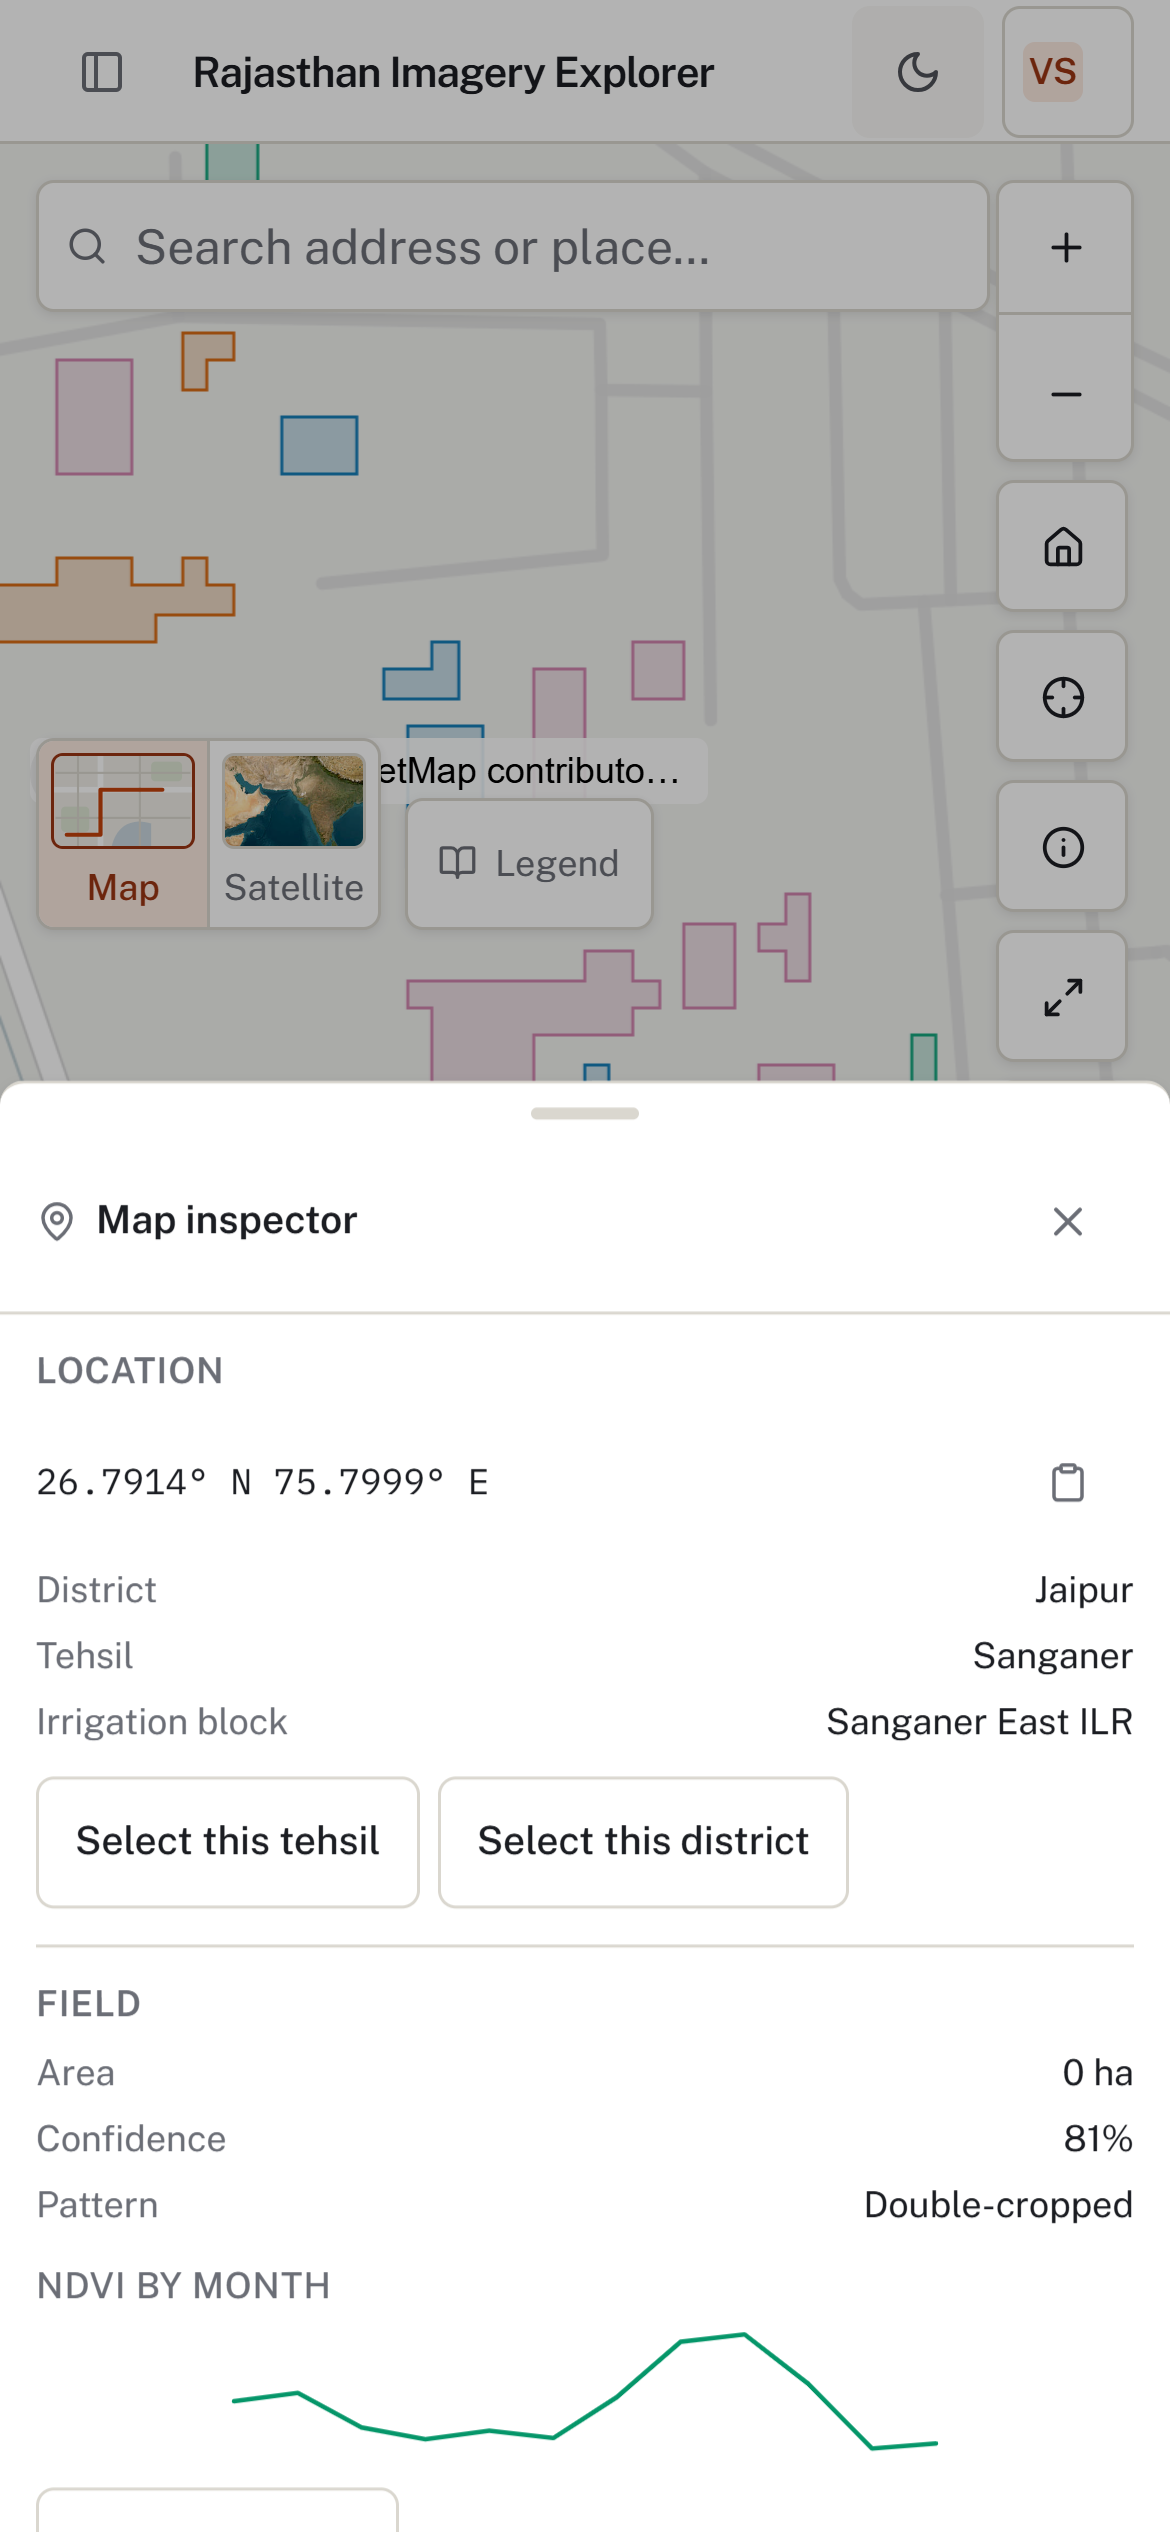 Rajasthan Imagery Explorer
VS
Search address or place...
etMap contributo...
Map
Satellite
Legend
Map inspector
LOCATION
26.7914° N 75.7999° E
District
Jaipur
Tehsil
Sanganer
Irrigation block
Sanganer East ILR
Select this tehsil
Select this district
FIELD
Area
0 ha
Confidence
81%
Pattern
Double-cropped
NDVI BY MONTH